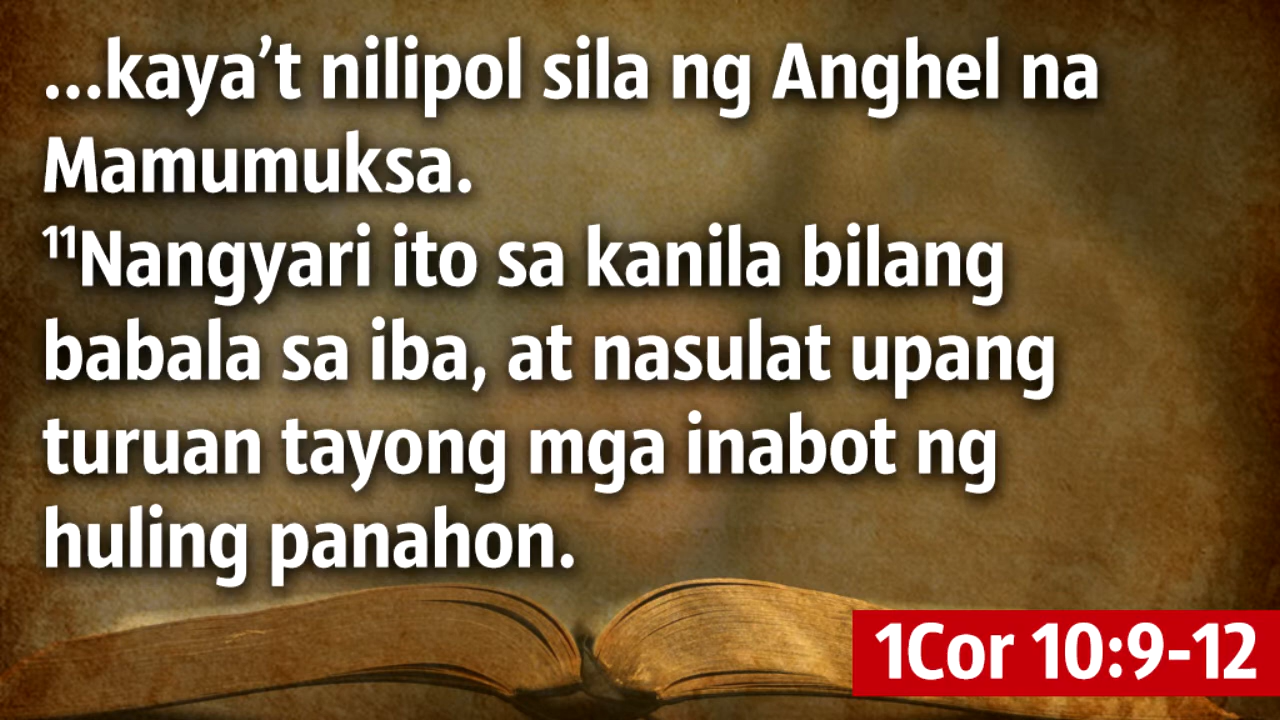 ...kaya’t nilipol sila ng Anghel na
Mamumuksa.
¹¹Nangyari ito sa kanila bilang
babala sa iba, at nasulat upang
turuan tayong mga inabot ng
huling panahon.
1Cor 10:9-12